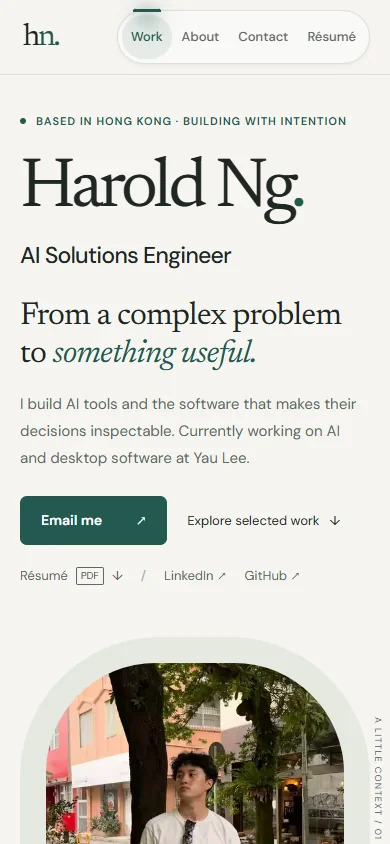 hn.
Work About Contact Résumé
BASED IN HONG KONG · BUILDING WITH INTENTION
Harold Ng.
AI Solutions Engineer
From a complex problem
to something useful.
I build AI tools and the software that makes their
decisions inspectable. Currently working on AI
and desktop software at Yau Lee.
Email me ↗ Explore selected work ↓
Résumé PDF ↓ / LinkedIn ↗ GitHub ↗
A LITTLE CONTEXT / 01